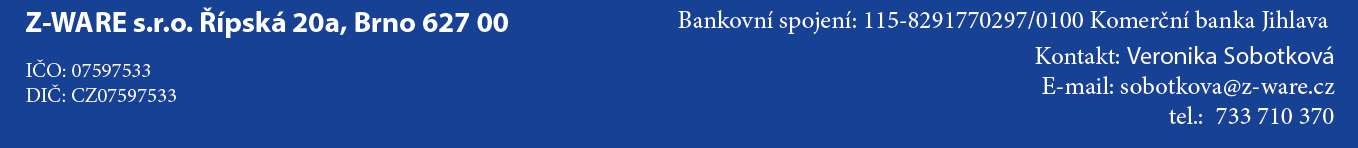 Z-WARE s.r.o. Řípská 20a, Brno 627 00
IČO: 07597533
DIČ: CZ07597533
Bankovní spojení: 115-8291770297/0100 Komerční banka Jihlava
Kontakt: Veronika Sobotková
E-mail: sobotkova@z-ware.cz
tel.: 733 710 370